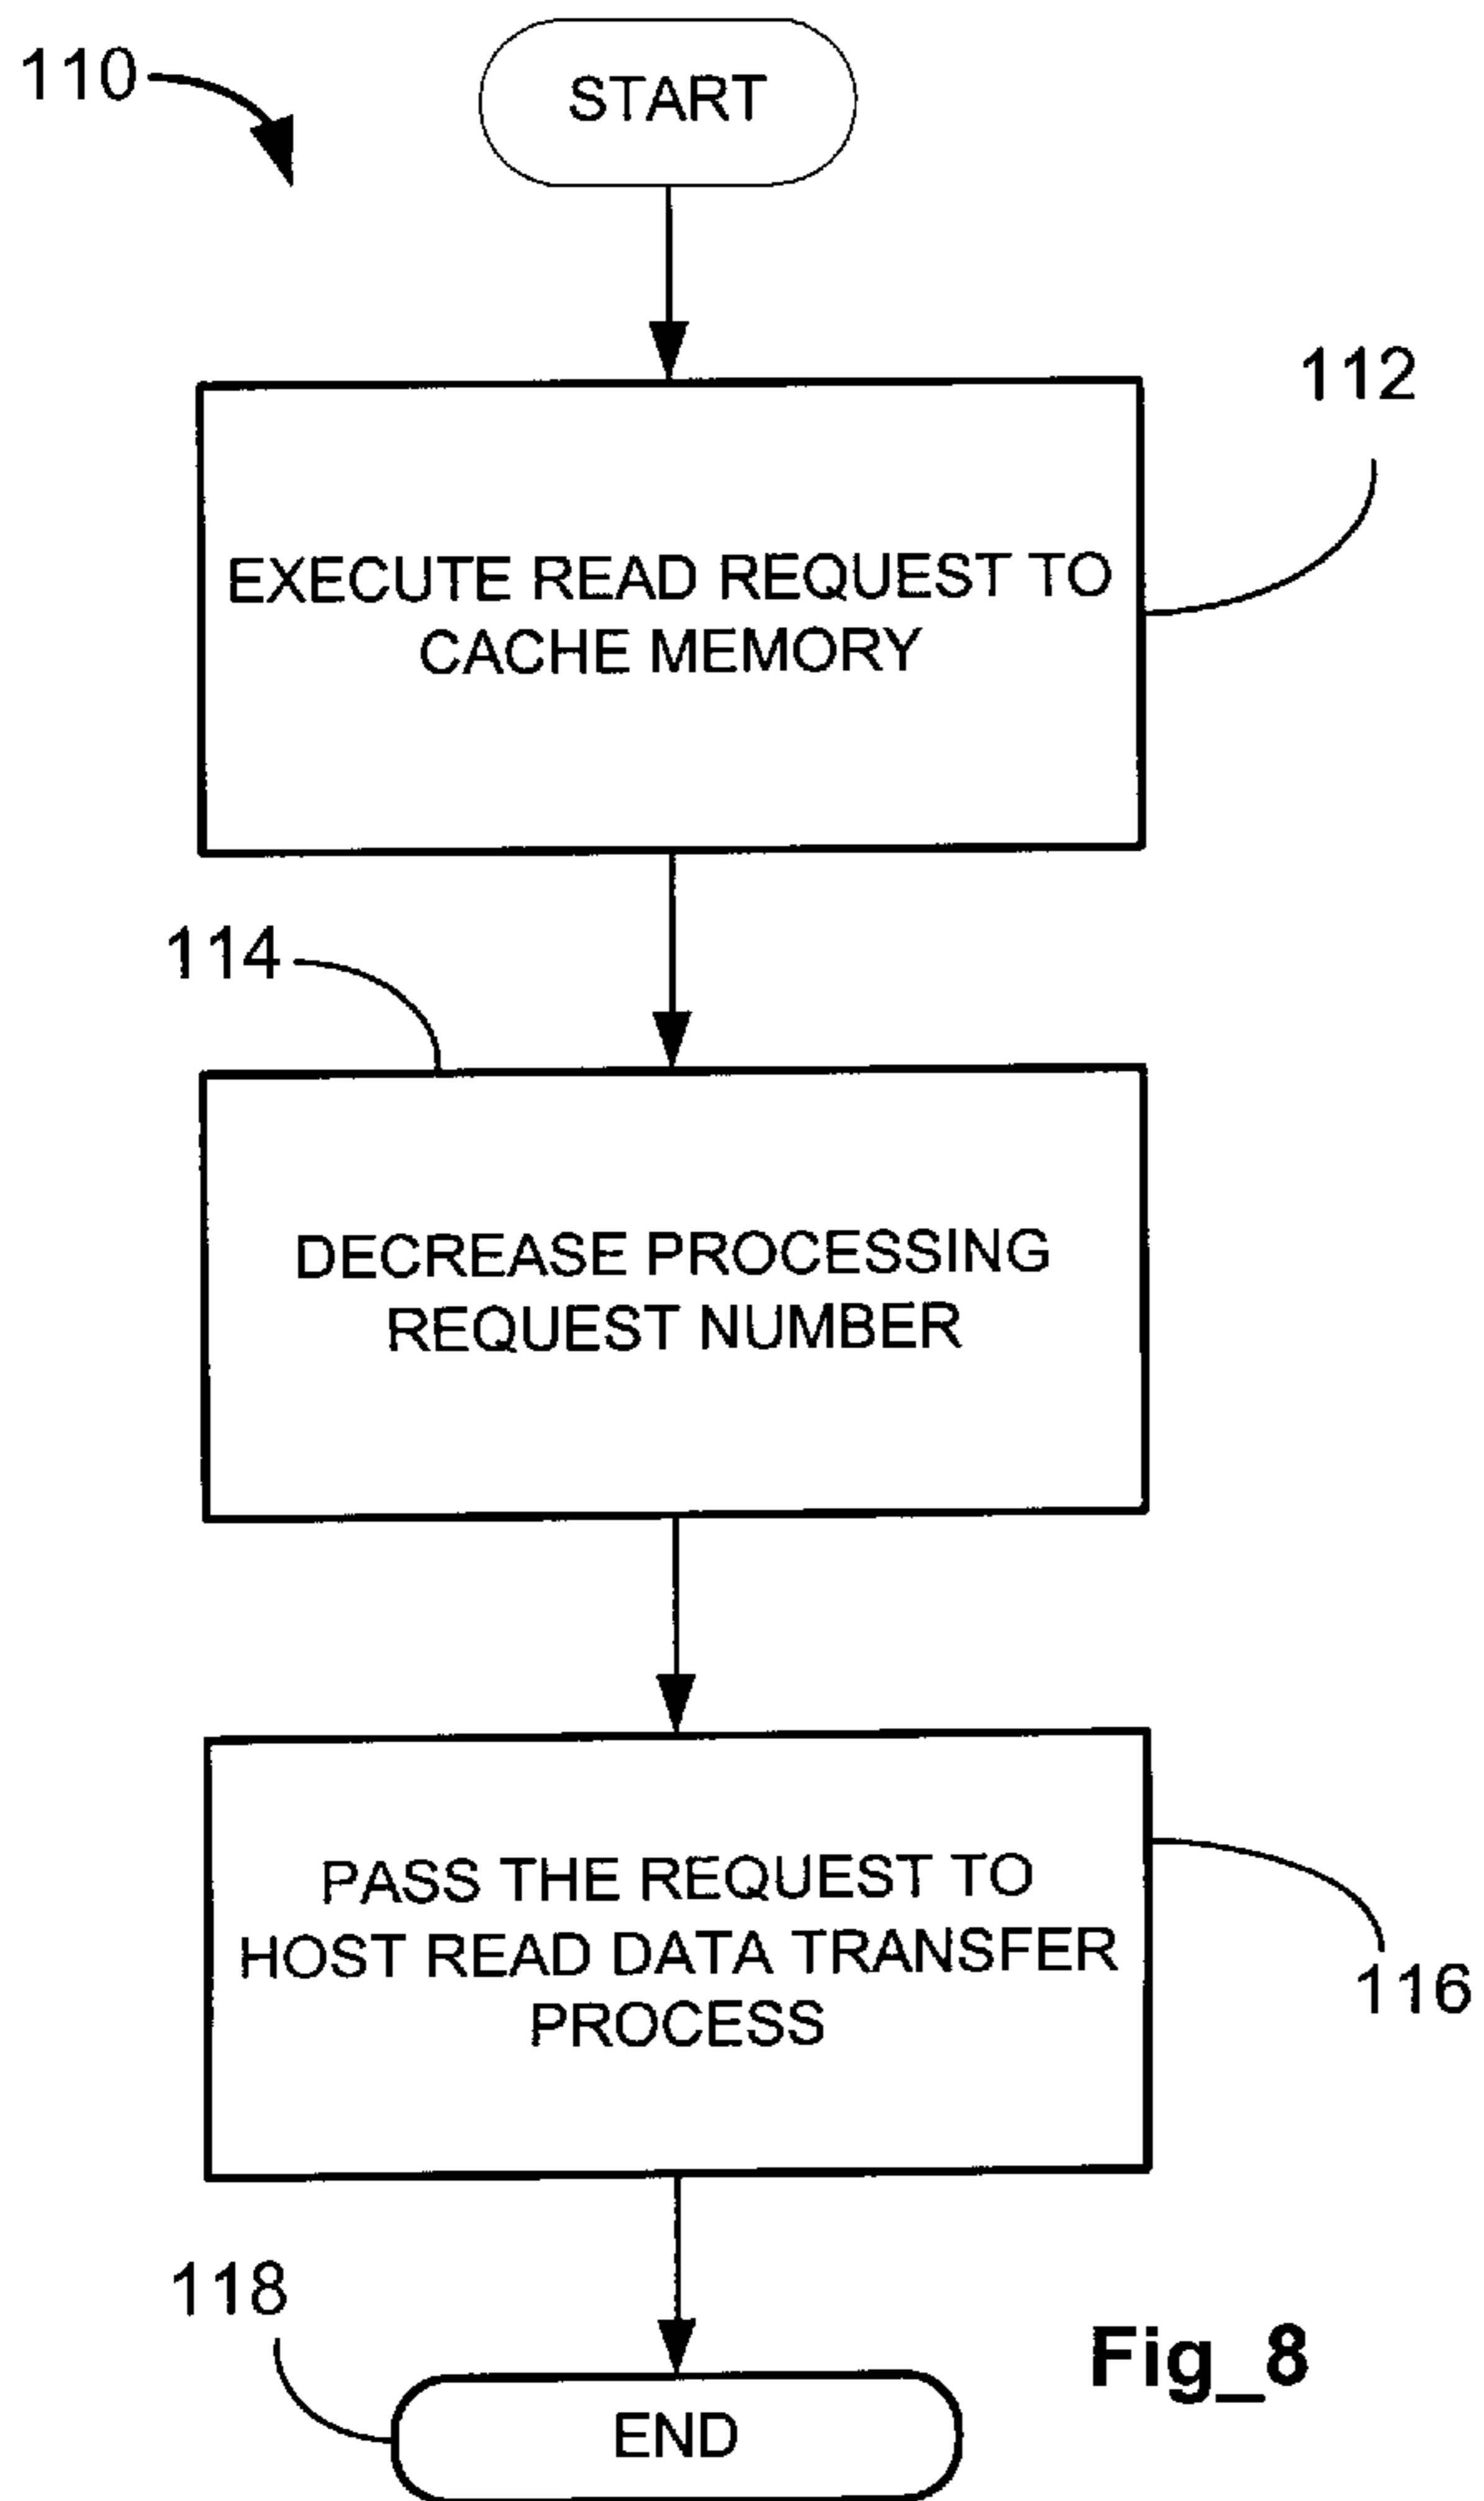 110
START
112
EXECUTE READ REQUEST TO
CACHE MEMORY
114
DECREASE PROCESSING
REQUEST NUMBER
PASS THE REQUEST TO
HOST READ DATA TRANSFER
PROCESS
116
118
END
Fig_8